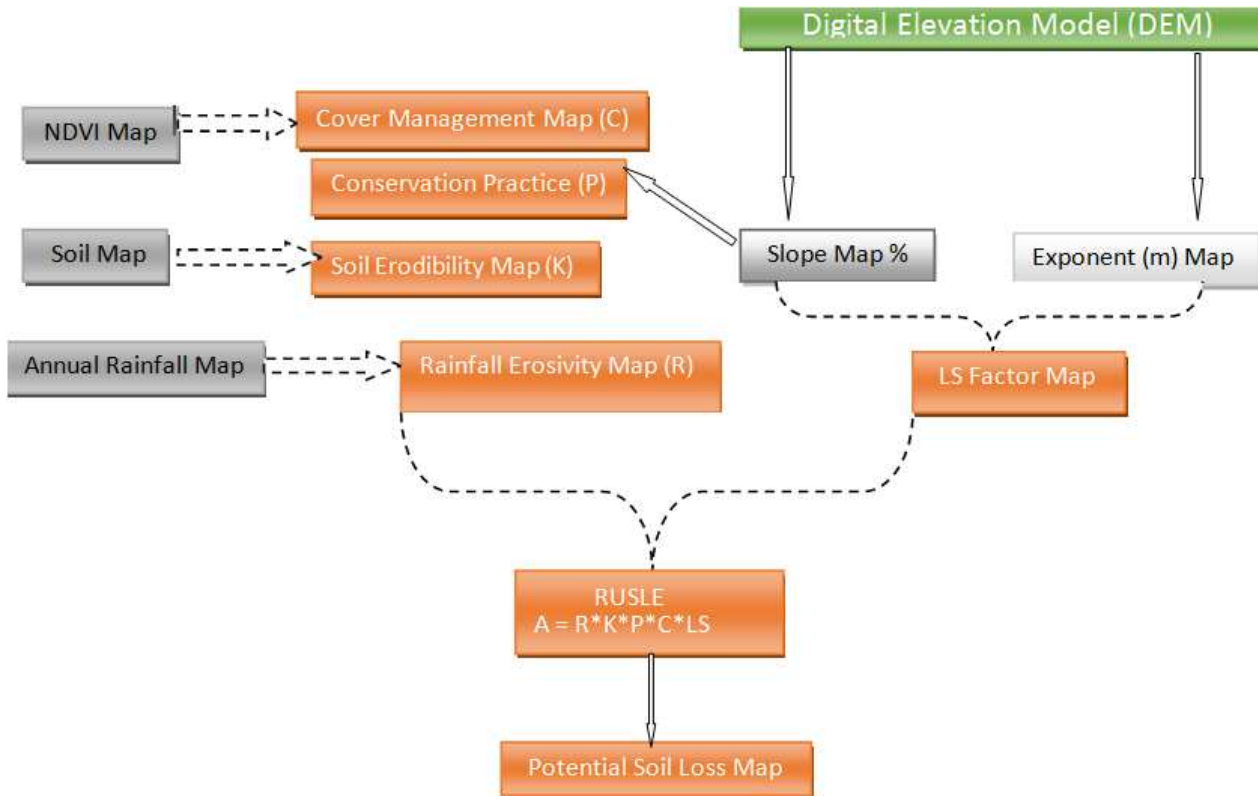 Digital Elevation Model (DEM)
NDVI Map
Cover Management Map (C)
Conservation Practice (P)
Soil Map
Soil Erodibility Map (K)
Slope Map %
Exponent (m) Map
Annual Rainfall Map
Rainfall Erosivity Map (R)
LS Factor Map
RUSLE
A = R*K*P*C*LS
Potential Soil Loss Map